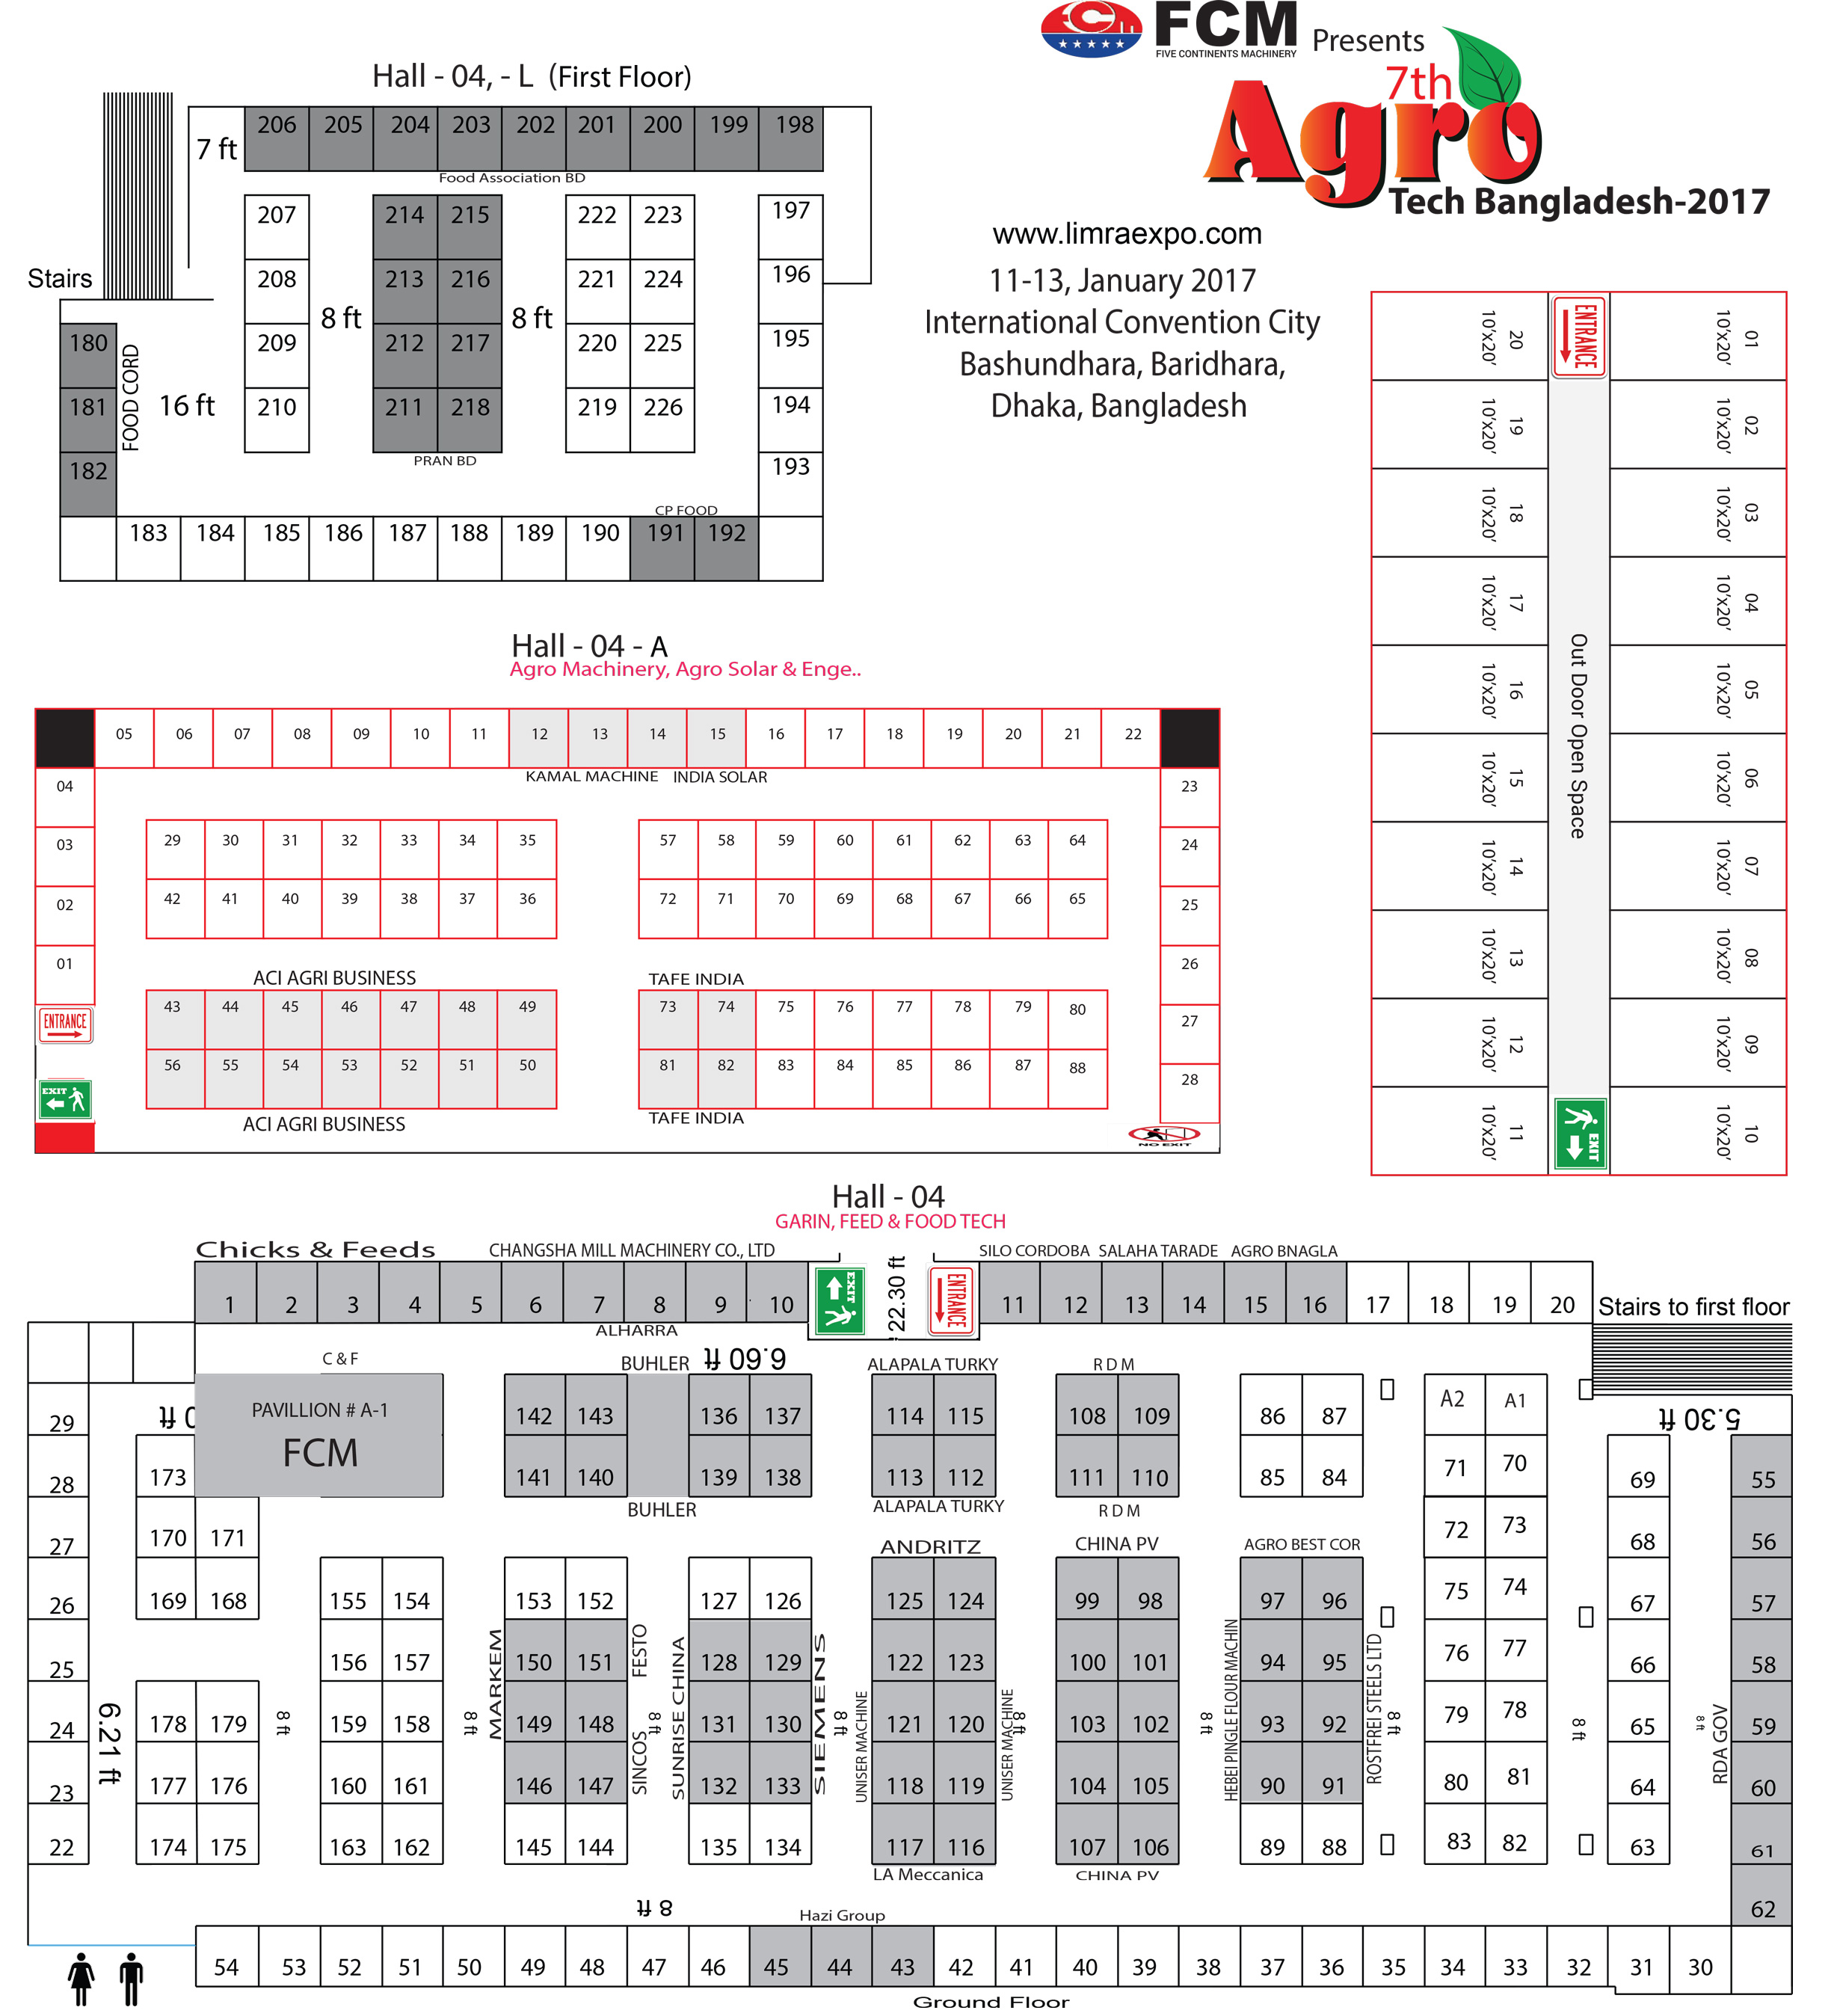 FCM Presents
FIVE CONTINENTS MACHINERY
7th
Agro
Tech Bangladesh-2017
www.limraexpo.com
11-13, January 2017
International Convention City
Bashundhara, Baridhara,
Dhaka, Bangladesh
Hall - 04, - L (First Floor)
206 205 204 203 202 201 200 199 198
7 ft
Food Association BD
207 214 215 222 223 197
Stairs
208 213 216 221 224 196
8 ft 8 ft
180 209 212 217 220 225 195
FOOD CORD
181 16 ft 210 211 218 219 226 194
PRAN BD
182 193
CP FOOD
183 184 185 186 187 188 189 190 191 192
ENTRANCE
20 10'x20' 01 10'x20'
19 10'x20' 02 10'x20'
18 10'x20' 03 10'x20'
17 10'x20' 04 10'x20'
16 10'x20' 05 10'x20'
15 10'x20' 06 10'x20'
14 10'x20' 07 10'x20'
13 10'x20' 08 10'x20'
12 10'x20' 09 10'x20'
11 10'x20' 10 10'x20'
Out Door Open Space
EXIT
Hall - 04 - A
Agro Machinery, Agro Solar & Enge..
05 06 07 08 09 10 11 12 13 14 15 16 17 18 19 20 21 22
KAMAL MACHINE INDIA SOLAR
04 23
03 29 30 31 32 33 34 35 57 58 59 60 61 62 63 64 24
02 42 41 40 39 38 37 36 72 71 70 69 68 67 66 65 25
01 26
ACI AGRI BUSINESS TAFE INDIA
ENTRANCE
43 44 45 46 47 48 49 73 74 75 76 77 78 79 80 27
56 55 54 53 52 51 50 81 82 83 84 85 86 87 88 28
EXIT
ACI AGRI BUSINESS TAFE INDIA
NO EXIT
Hall - 04
GARIN, FEED & FOOD TECH
Chicks & Feeds CHANGSHA MILL MACHINERY CO., LTD SILO CORDOBA SALAHA TARADE AGRO BNAGLA
1 2 3 4 5 6 7 8 9 10 EXIT 22.30 ft ENTRANCE 11 12 13 14 15 16 17 18 19 20 Stairs to first floor
ALHARRA
C & F BUHLER 6.60 ft ALAPALA TURKY R D M
29 0 ft PAVILLION # A-1 142 143 136 137 114 115 108 109 86 87 A2 A1 5.30 ft
FCM
28 173 141 140 139 138 113 112 111 110 85 84 71 70 69 55
BUHLER ALAPALA TURKY R D M
27 170 171 72 73 68 56
ANDRITZ CHINA PV AGRO BEST COR
26 169 168 155 154 153 152 127 126 125 124 99 98 97 96 75 74 67 57
25 156 157 150 151 128 129 122 123 100 101 94 95 76 77 66 58
MARKEM
FESTO
SUNRISE CHINA
SIEMENS
HEBEI PINGLE FLOUR MACHIN
ROSTFREI STEELS LTD
24 178 179 159 158 149 148 131 130 121 120 103 102 93 92 79 78 65 59
6.21 ft 8 ft 8 ft 8 ft 8 ft 8 ft 8 ft 8 ft 8 ft 8 ft
SINCOS
UNISER MACHINE
UNISER MACHINE
RDA GOV
23 177 176 160 161 146 147 132 133 118 119 104 105 90 91 80 81 64 60
22 174 175 163 162 145 144 135 134 117 116 107 106 89 88 83 82 63 61
LA Meccanica CHINA PV
8 ft
Hazi Group
62
54 53 52 51 50 49 48 47 46 45 44 43 42 41 40 39 38 37 36 35 34 33 32 31 30
Ground Floor